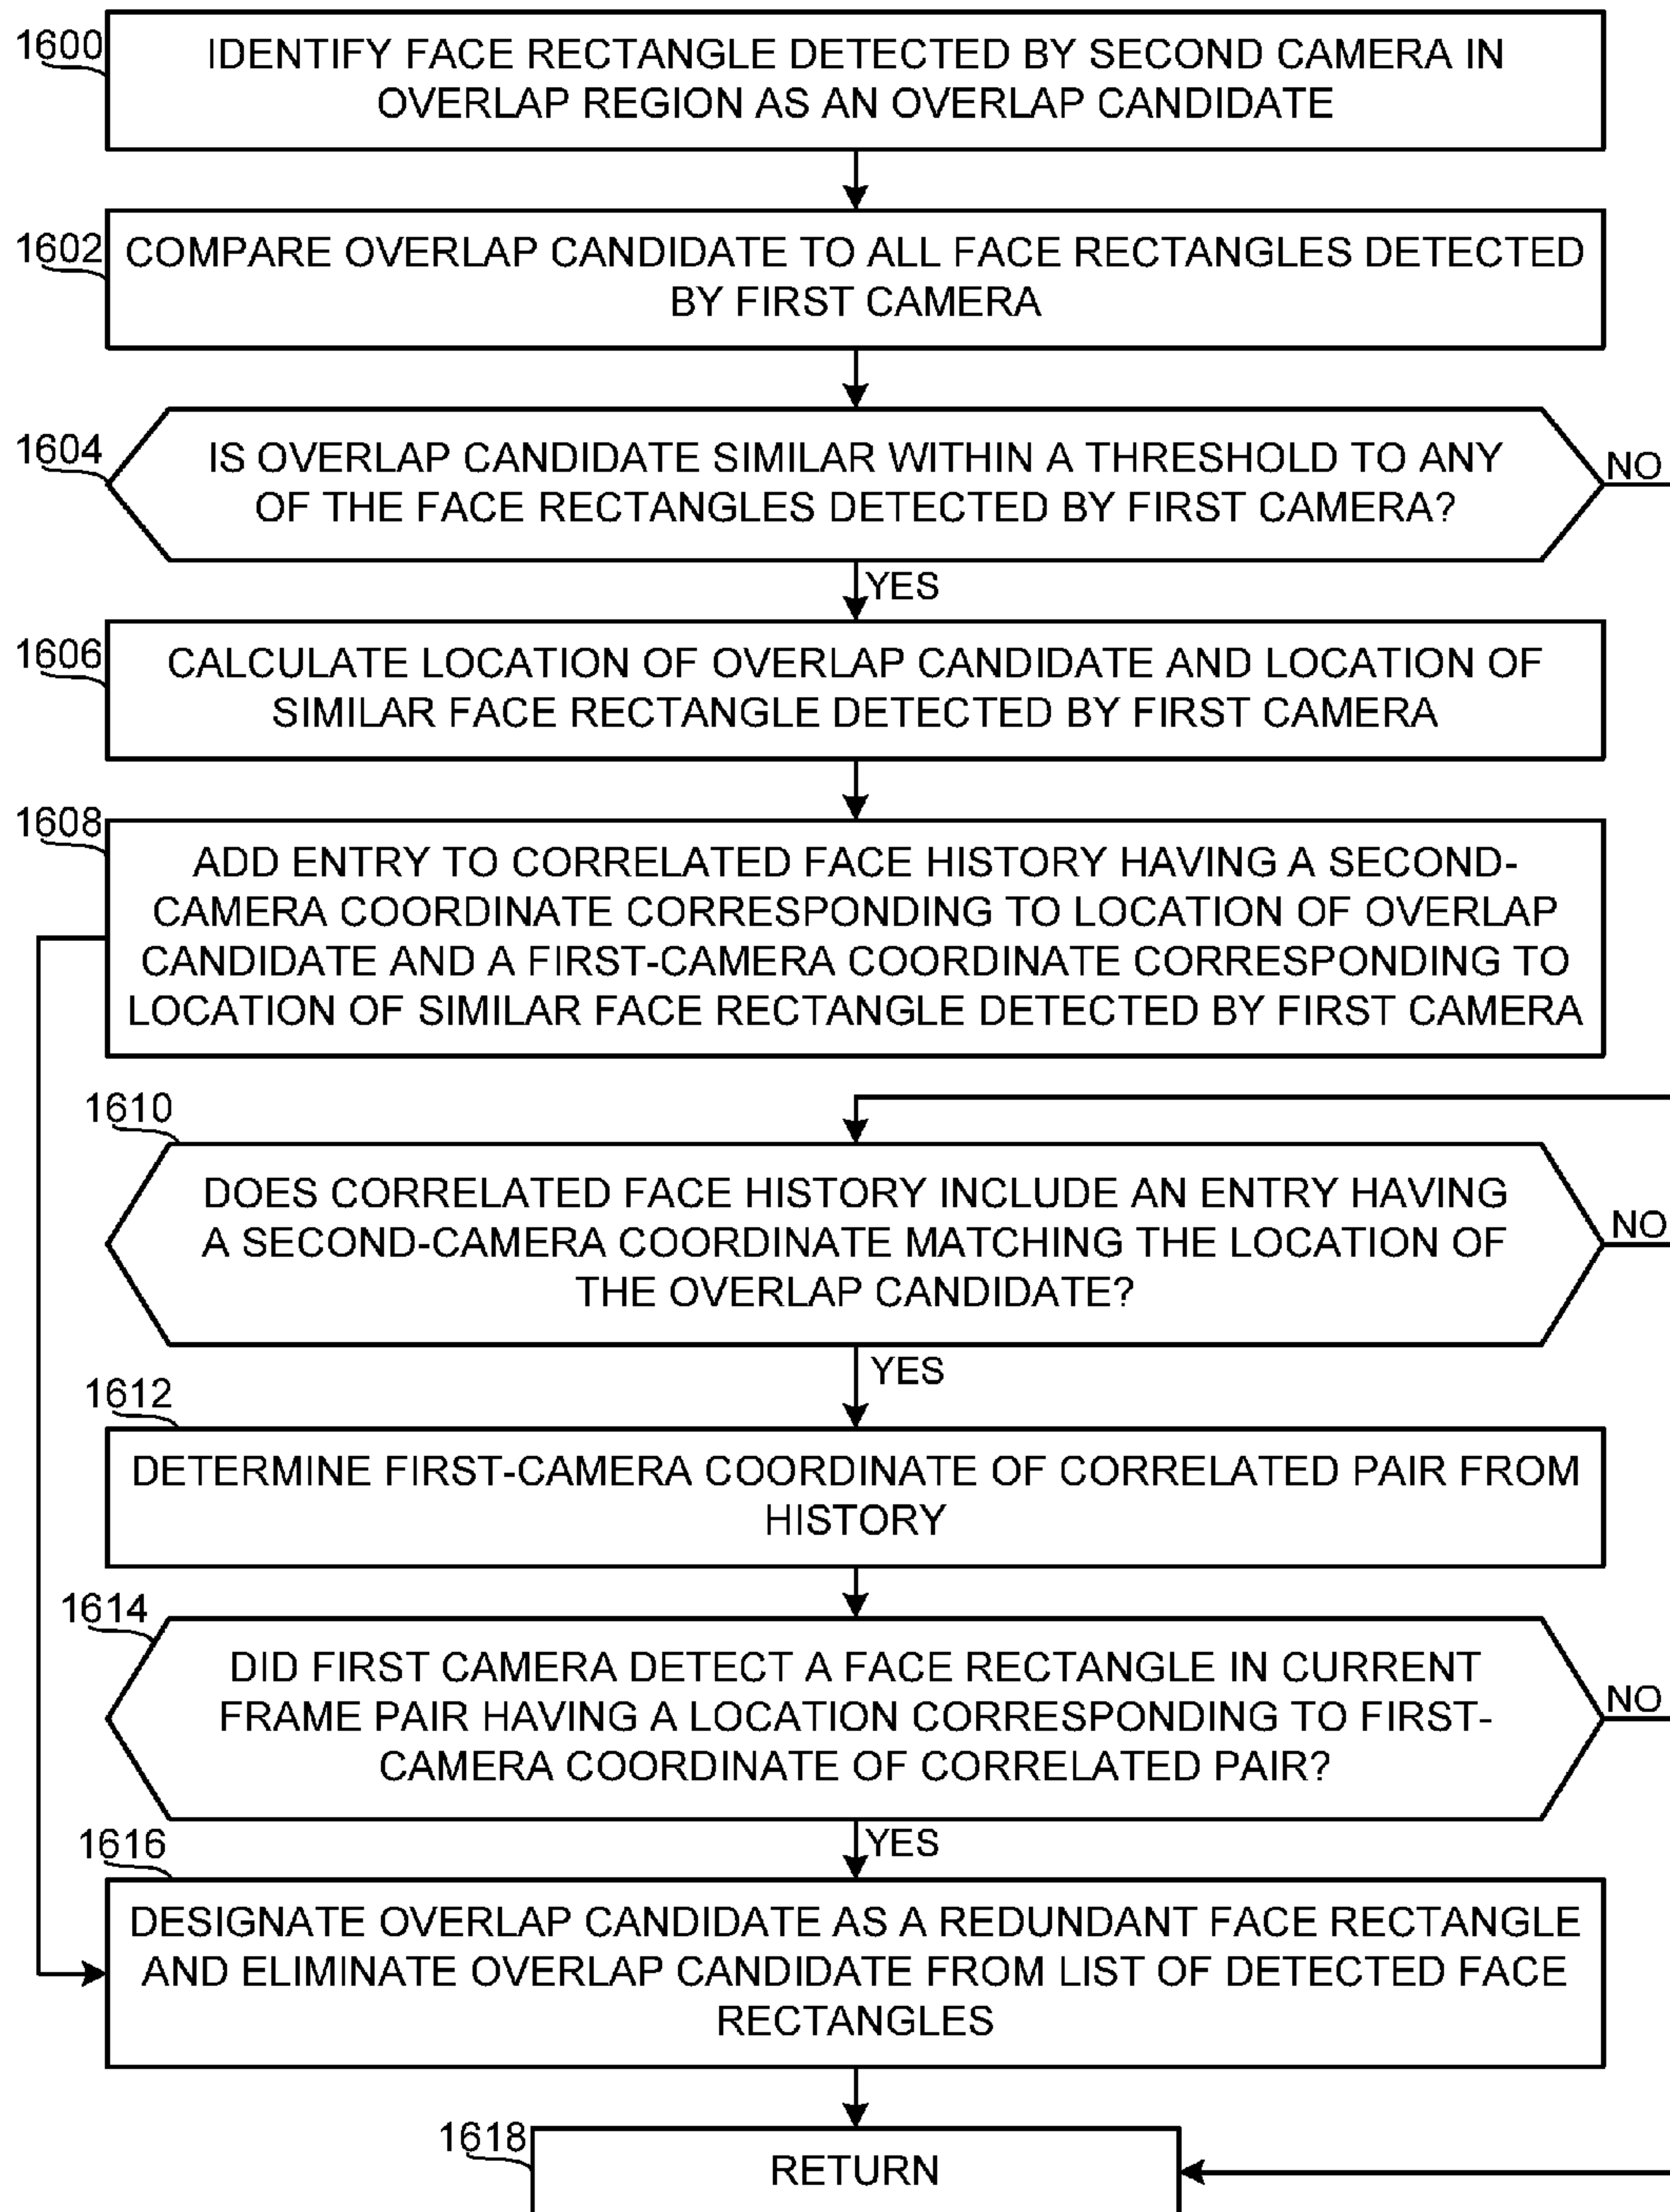 1600
IDENTIFY FACE RECTANGLE DETECTED BY SECOND CAMERA IN
OVERLAP REGION AS AN OVERLAP CANDIDATE
1602
COMPARE OVERLAP CANDIDATE TO ALL FACE RECTANGLES DETECTED
BY FIRST CAMERA
1604
IS OVERLAP CANDIDATE SIMILAR WITHIN A THRESHOLD TO ANY
OF THE FACE RECTANGLES DETECTED BY FIRST CAMERA?
NO
YES
1606
CALCULATE LOCATION OF OVERLAP CANDIDATE AND LOCATION OF
SIMILAR FACE RECTANGLE DETECTED BY FIRST CAMERA
1608
ADD ENTRY TO CORRELATED FACE HISTORY HAVING A SECOND-
CAMERA COORDINATE CORRESPONDING TO LOCATION OF OVERLAP
CANDIDATE AND A FIRST-CAMERA COORDINATE CORRESPONDING TO
LOCATION OF SIMILAR FACE RECTANGLE DETECTED BY FIRST CAMERA
1610
DOES CORRELATED FACE HISTORY INCLUDE AN ENTRY HAVING
A SECOND-CAMERA COORDINATE MATCHING THE LOCATION OF
THE OVERLAP CANDIDATE?
NO
YES
1612
DETERMINE FIRST-CAMERA COORDINATE OF CORRELATED PAIR FROM
HISTORY
1614
DID FIRST CAMERA DETECT A FACE RECTANGLE IN CURRENT
FRAME PAIR HAVING A LOCATION CORRESPONDING TO FIRST-
CAMERA COORDINATE OF CORRELATED PAIR?
NO
YES
1616
DESIGNATE OVERLAP CANDIDATE AS A REDUNDANT FACE RECTANGLE
AND ELIMINATE OVERLAP CANDIDATE FROM LIST OF DETECTED FACE
RECTANGLES
1618
RETURN